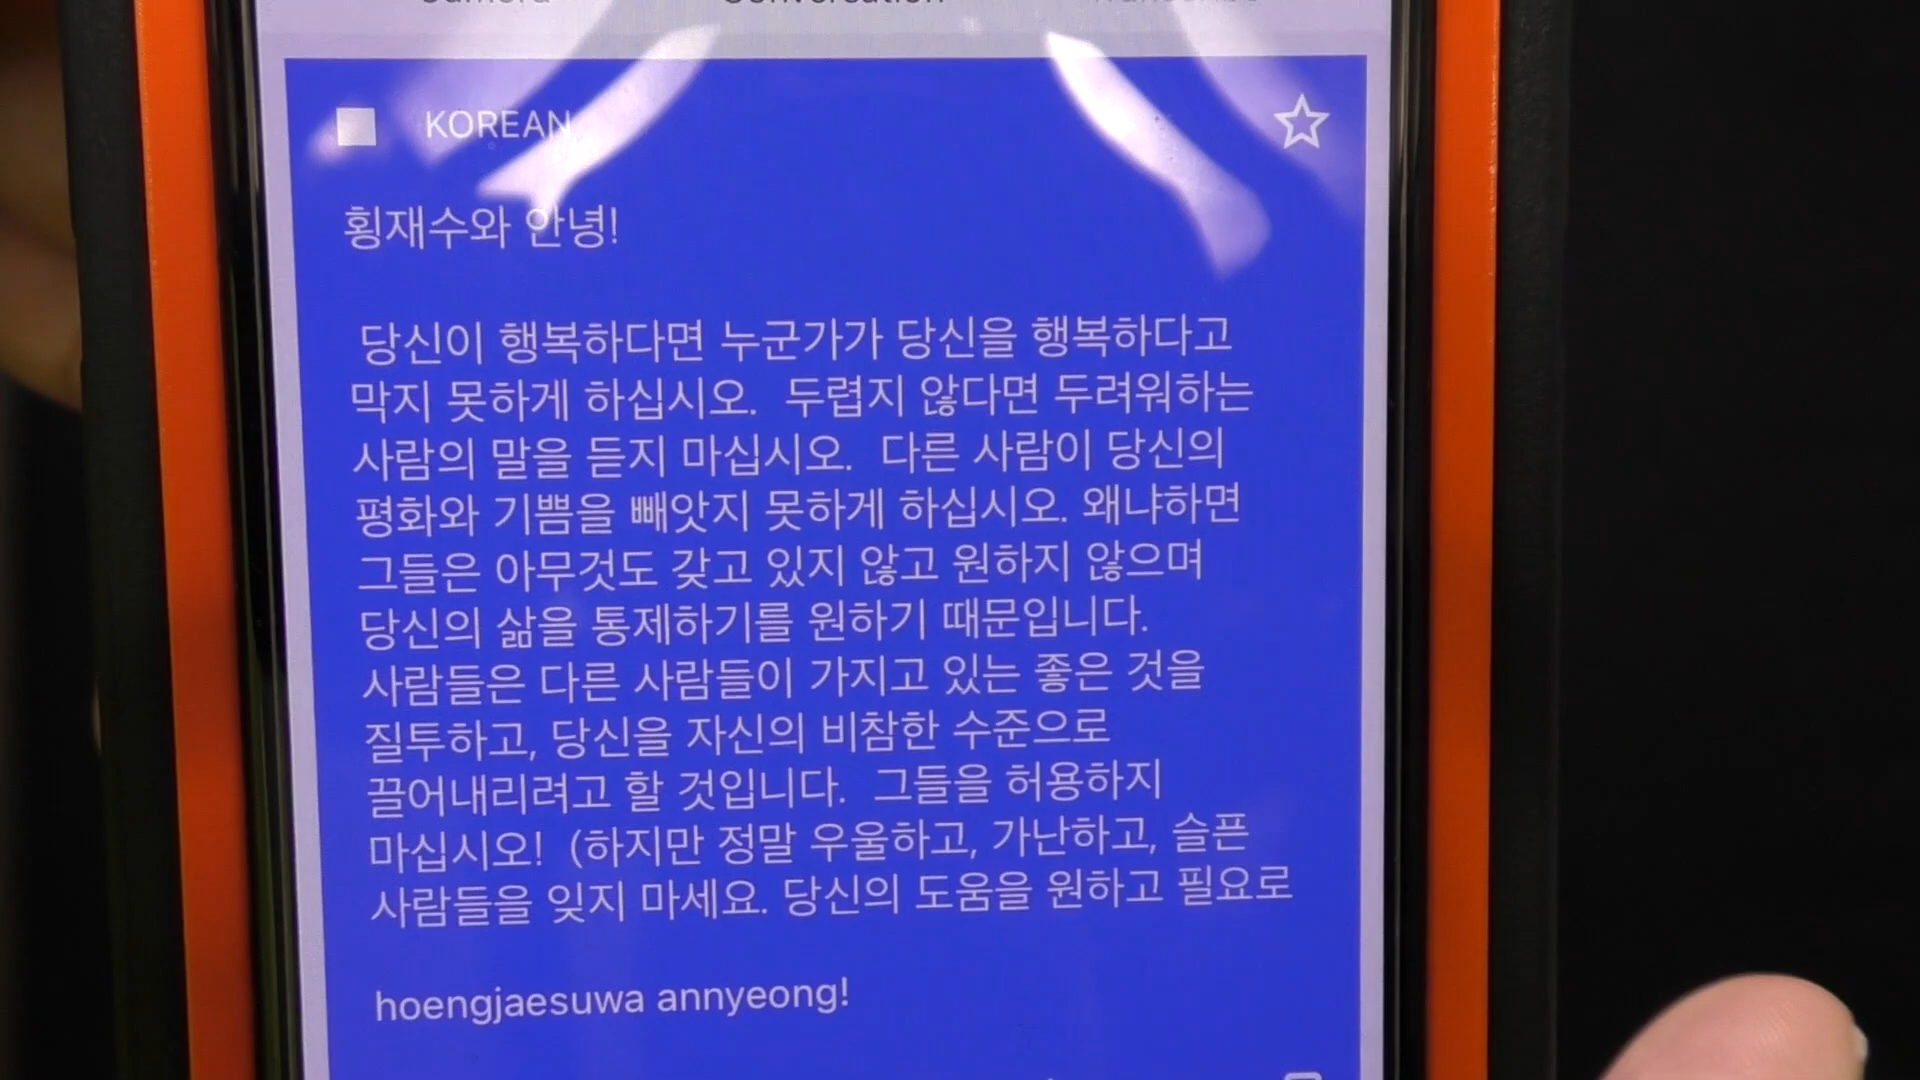 Conversation
KOREAN
횡재수와 안녕!
당신이 행복하다면 누군가가 당신을 행복하다고
막지 못하게 하십시오. 두렵지 않다면 두려워하는
사람의 말을 듣지 마십시오. 다른 사람이 당신의
평화와 기쁨을 빼앗지 못하게 하십시오. 왜냐하면
그들은 아무것도 갖고 있지 않고 원하지 않으며
당신의 삶을 통제하기를 원하기 때문입니다.
사람들은 다른 사람들이 가지고 있는 좋은 것을
질투하고, 당신을 자신의 비참한 수준으로
끌어내리려고 할 것입니다. 그들을 허용하지
마십시오! (하지만 정말 우울하고, 가난하고, 슬픈
사람들을 잊지 마세요. 당신의 도움을 원하고 필요로
hoengjaesuwa annyeong!